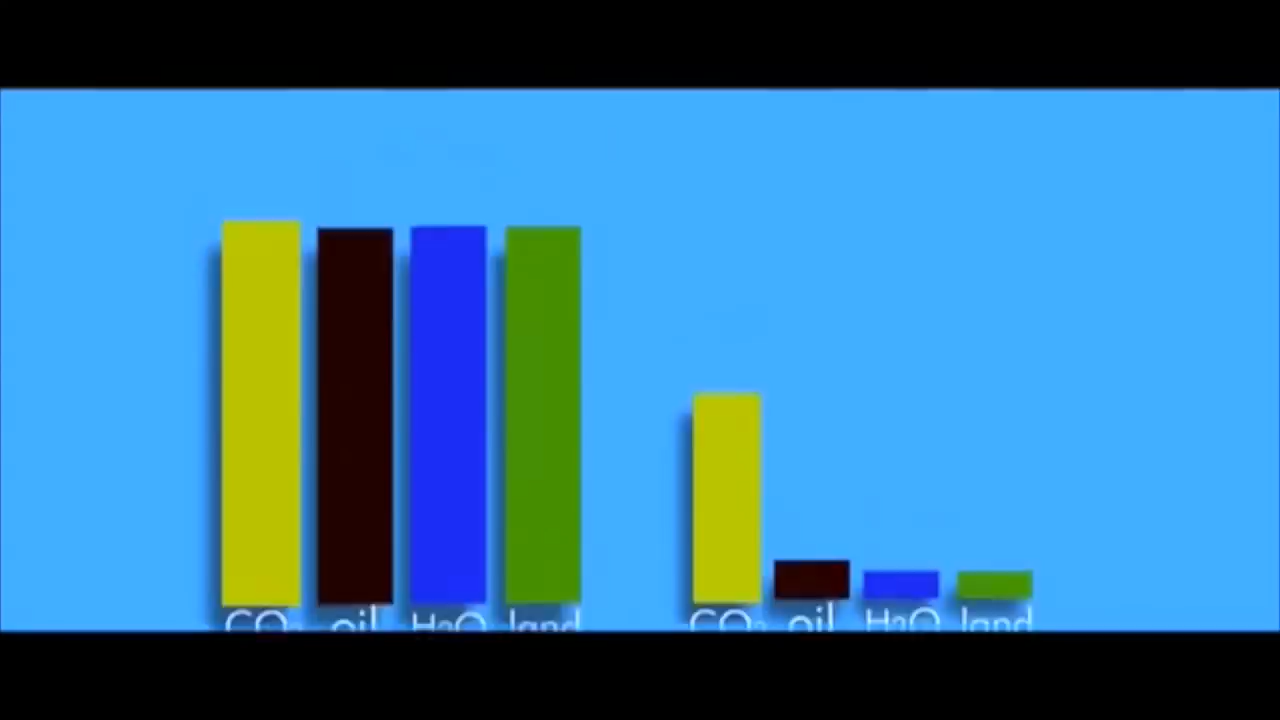 CO₂ oil H₂O land CO₂ oil H₂O land